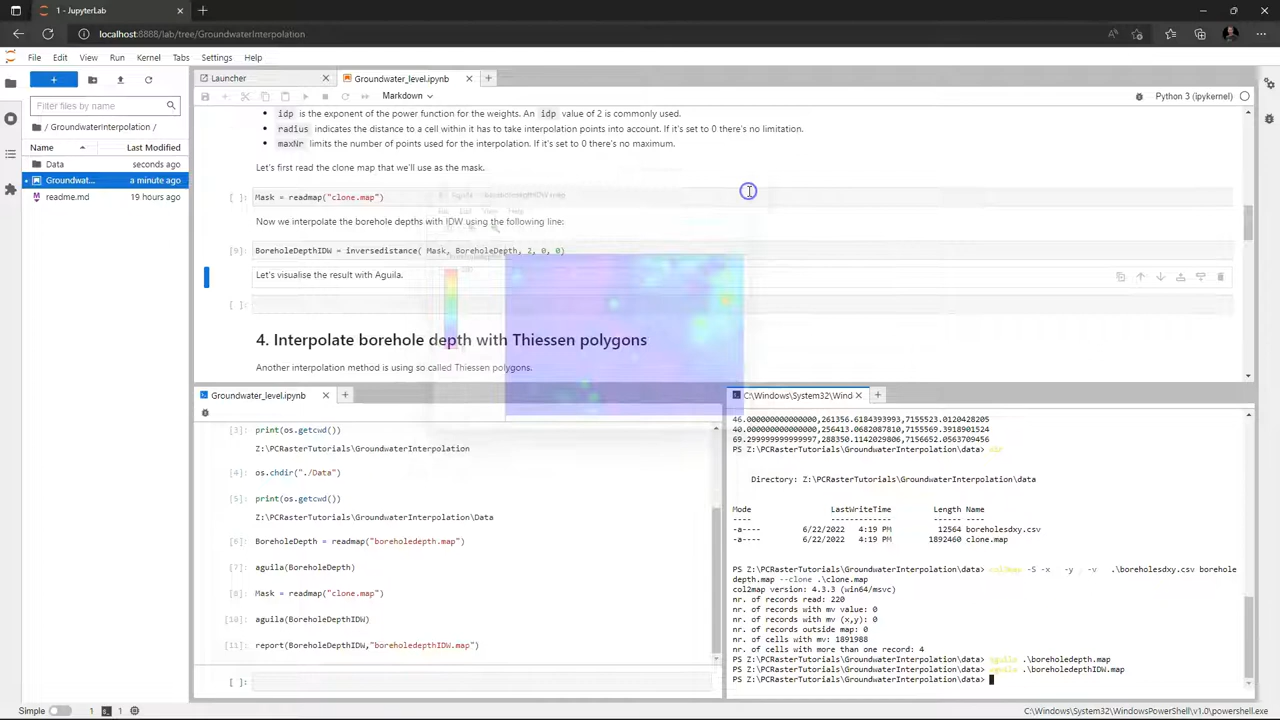 1 - JupyterLab
localhost:8888/lab/tree/GroundwaterInterpolation
File Edit View Run Kernel Tabs Settings Help
Launcher
Groundwater_level.ipynb
Filter files by name
Markdown
Python 3 (ipykernel)
/GroundwaterInterpolation /
Name Last Modified
Data seconds ago
Groundwat... a minute ago
readme.md 19 hours ago
idp is the exponent of the power function for the weights. An idp value of 2 is commonly used.
radius indicates the distance to a cell within it has to take interpolation points into account. If it's set to 0 there's no limitation.
maxNr limits the number of points used for the interpolation. If it's set to 0 there's no maximum.
Let's first read the clone map that we'll use as the mask.
[ ]: Mask = readmap("clone.map")
Now we interpolate the borehole depths with IDW using the following line:
[9]: BoreholeDepthIDW = inversedistance( Mask, BoreholeDepth, 2, 0, 0)
Let's visualise the result with Aguila.
[ ]:
4. Interpolate borehole depth with Thiessen polygons
Another interpolation method is using so called Thiessen polygons.
Groundwater_level.ipynb
[3]: print(os.getcwd())
Z:\PCRasterTutorials\GroundwaterInterpolation
[4]: os.chdir("./Data")
[5]: print(os.getcwd())
Z:\PCRasterTutorials\GroundwaterInterpolation\Data
[6]: BoreholeDepth = readmap("boreholedepth.map")
[7]: aguila(BoreholeDepth)
[8]: Mask = readmap("clone.map")
[10]: aguila(BoreholeDepthIDW)
[11]: report(BoreholeDepthIDW,"boreholedepthIDW.map")
[ ]:
C:\Windows\System32\Wind
46.000000000000000,261356.6184393993,7155523.0120428205
40.000000000000000,256413.0682087810,7155569.3918901524
69.299999999999997,288350.1142029806,7156652.0563709456
PS Z:\PCRasterTutorials\GroundwaterInterpolation\data> dir
Directory: Z:\PCRasterTutorials\GroundwaterInterpolation\data
Mode LastWriteTime Length Name
---- ------------- ------ ----
-a---- 6/22/2022 4:19 PM 12564 boreholesdxy.csv
-a---- 6/22/2022 4:19 PM 1892460 clone.map
PS Z:\PCRasterTutorials\GroundwaterInterpolation\data> col2map -S -x -y -v .\boreholesdxy.csv borehole
depth.map --clone .\clone.map
col2map version: 4.3.3 (win64/msvc)
nr. of records read: 220
nr. of records with mv value: 0
nr. of records with mv (x,y): 0
nr. of records outside map: 0
nr. of cells with mv: 1891988
nr. of cells with more than one record: 4
PS Z:\PCRasterTutorials\GroundwaterInterpolation\data> aguila .\boreholedepth.map
PS Z:\PCRasterTutorials\GroundwaterInterpolation\data> aguila .\boreholedepthIDW.map
PS Z:\PCRasterTutorials\GroundwaterInterpolation\data>
Simple 1 1
C:\Windows\System32\WindowsPowerShell\v1.0\powershell.exe